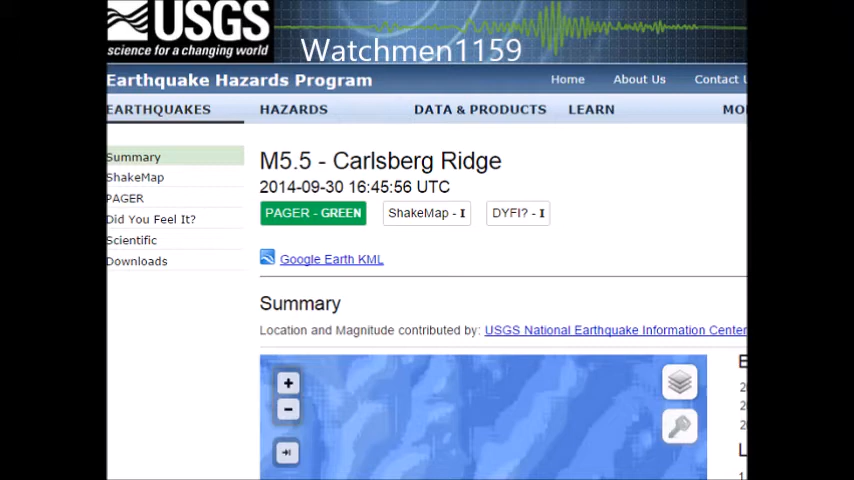 USGS
science for a changing world
Watchmen1159
Earthquake Hazards Program
Home About Us Contact U
EARTHQUAKES HAZARDS DATA & PRODUCTS LEARN MO
Summary
ShakeMap
PAGER
Did You Feel It?
Scientific
Downloads
M5.5 - Carlsberg Ridge
2014-09-30 16:45:56 UTC
PAGER - GREEN ShakeMap - I DYFI? - I
Google Earth KML
Summary
Location and Magnitude contributed by: USGS National Earthquake Information Center
+
−